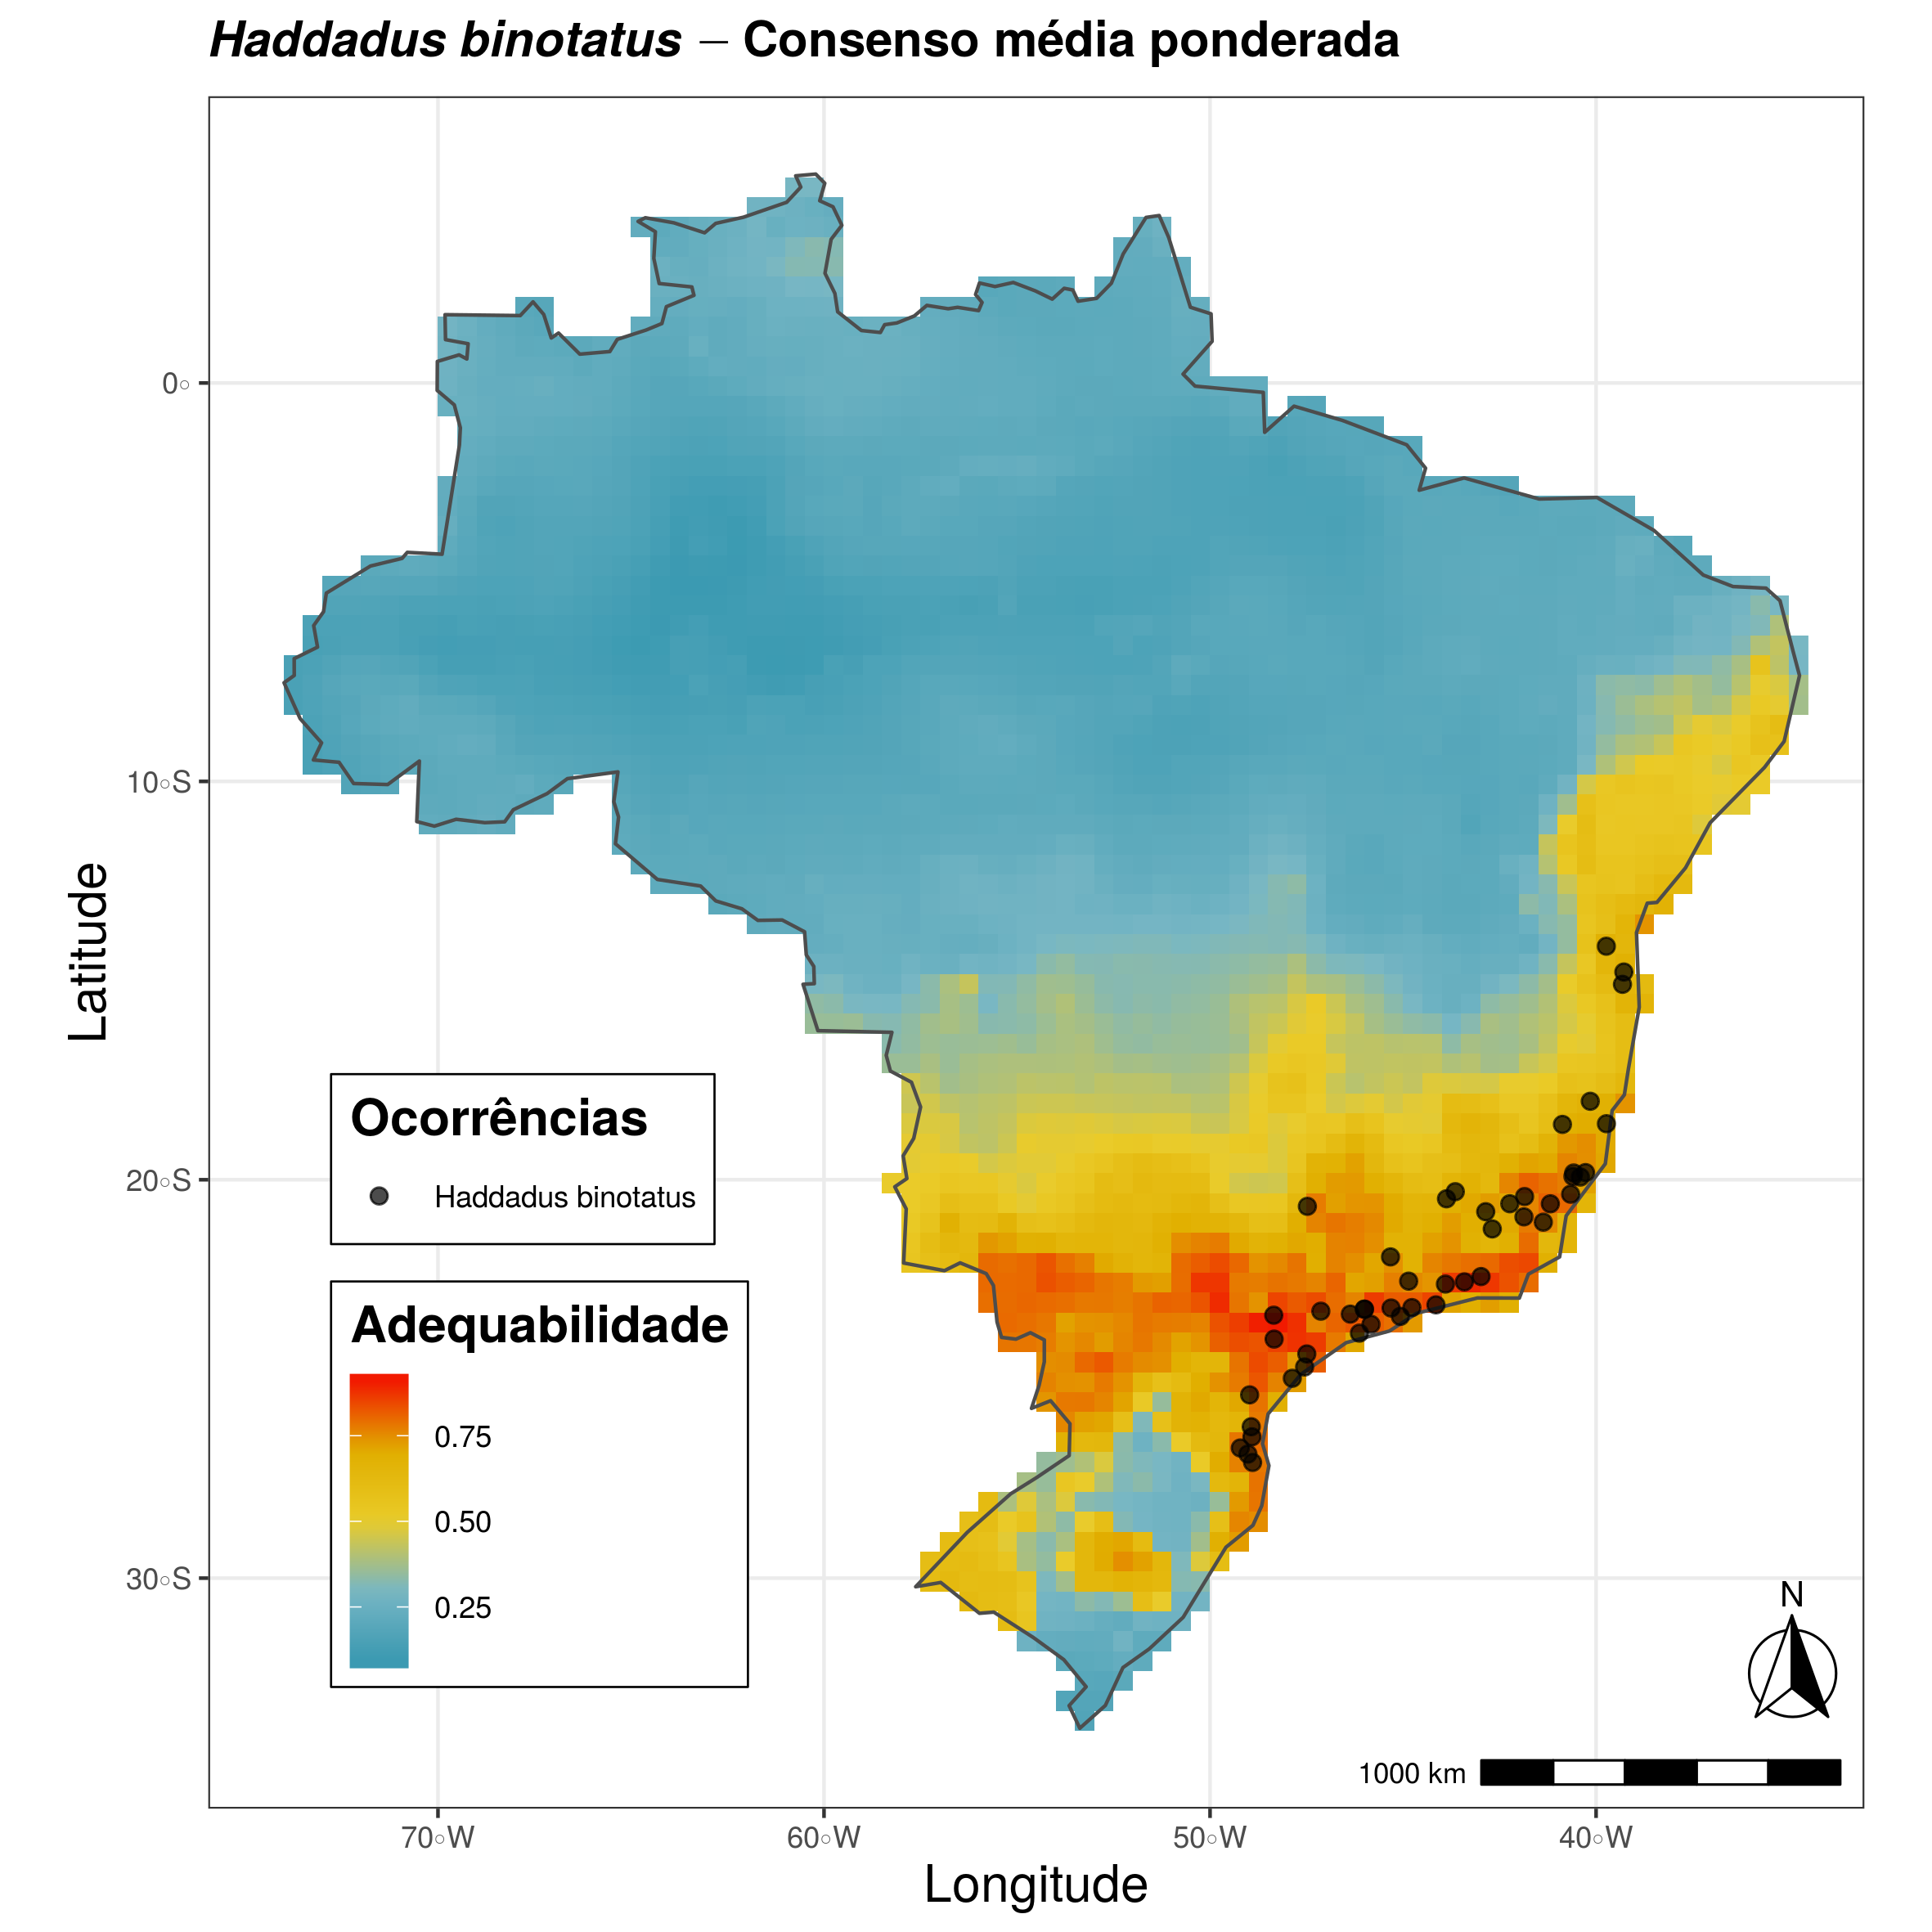 Haddadus binotatus − Consenso média ponderada
Latitude
0°
10°S
20°S
30°S
Ocorrências
Haddadus binotatus
Adequabilidade
0.75
0.50
0.25
N
1000 km
70°W
60°W
50°W
40°W
Longitude